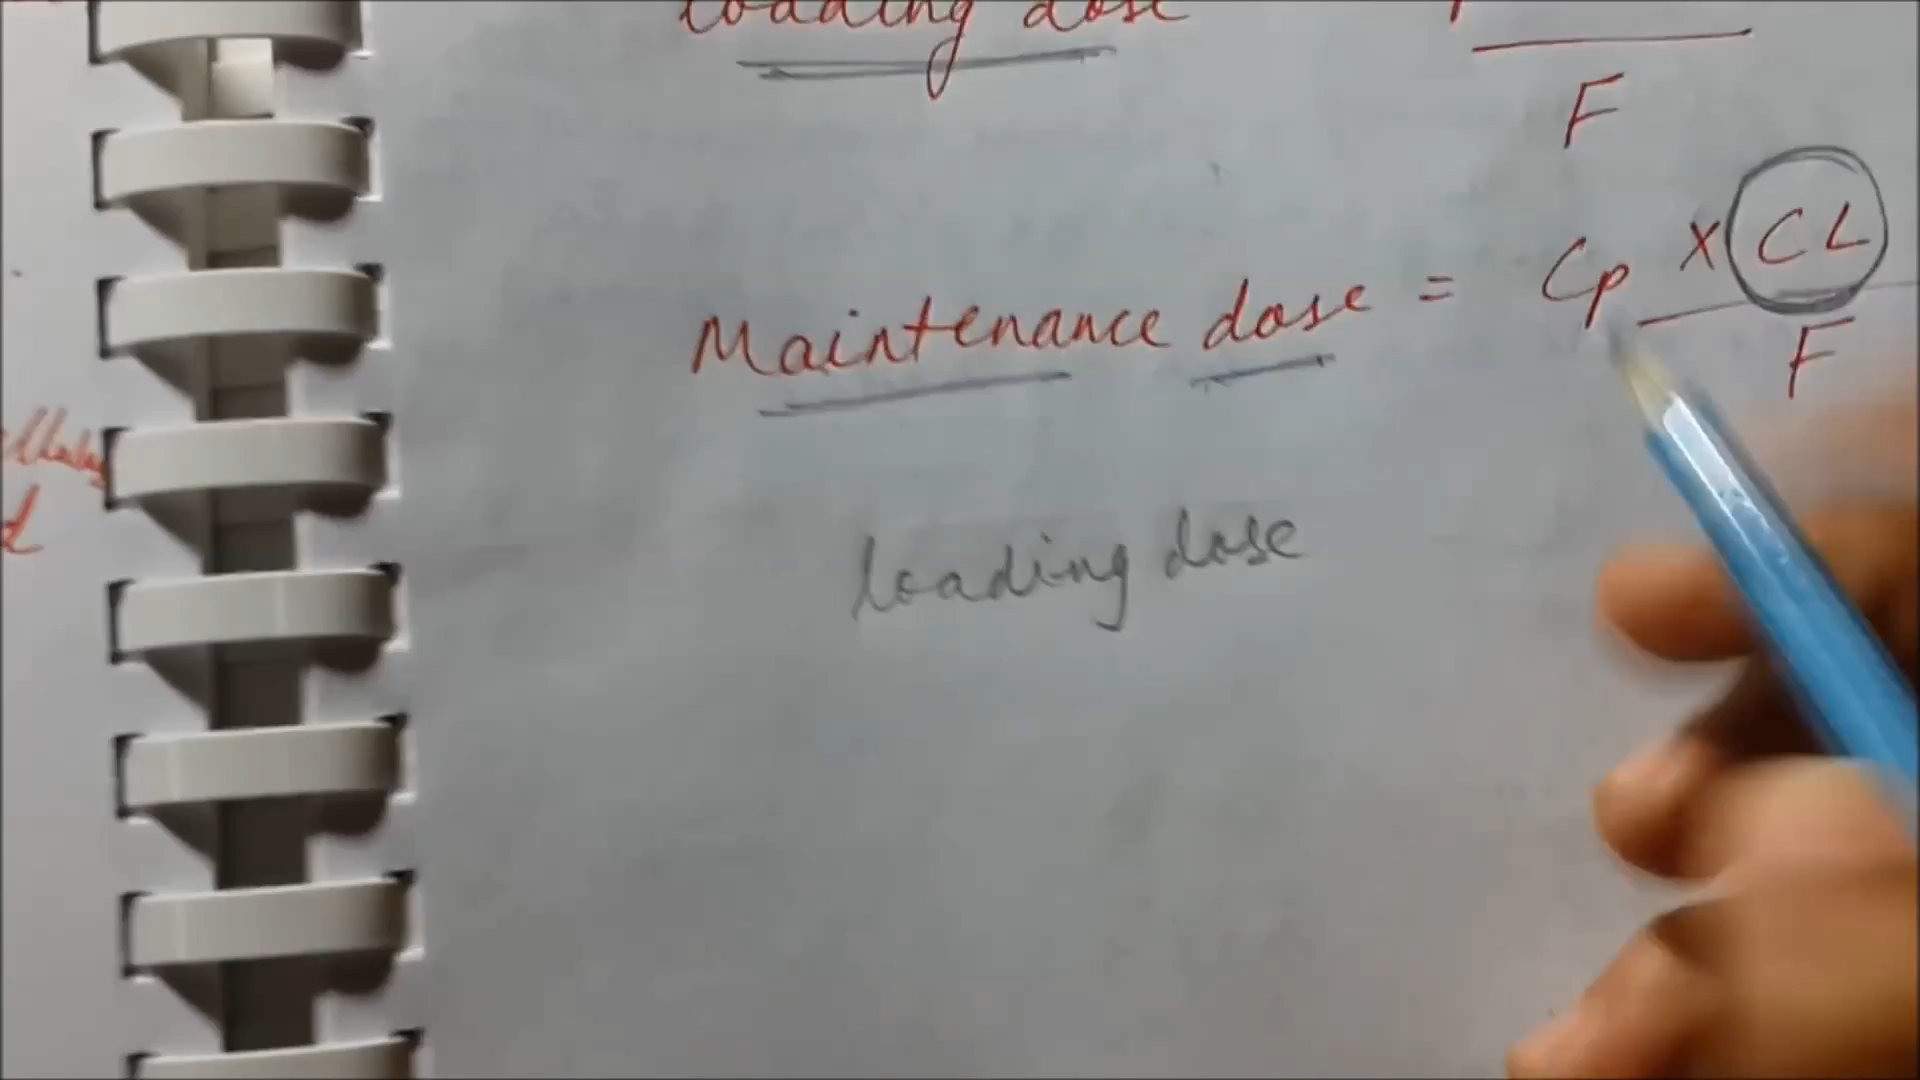 loading dose
F
Maintenance dose = Cp x CL
F
loading dose
d